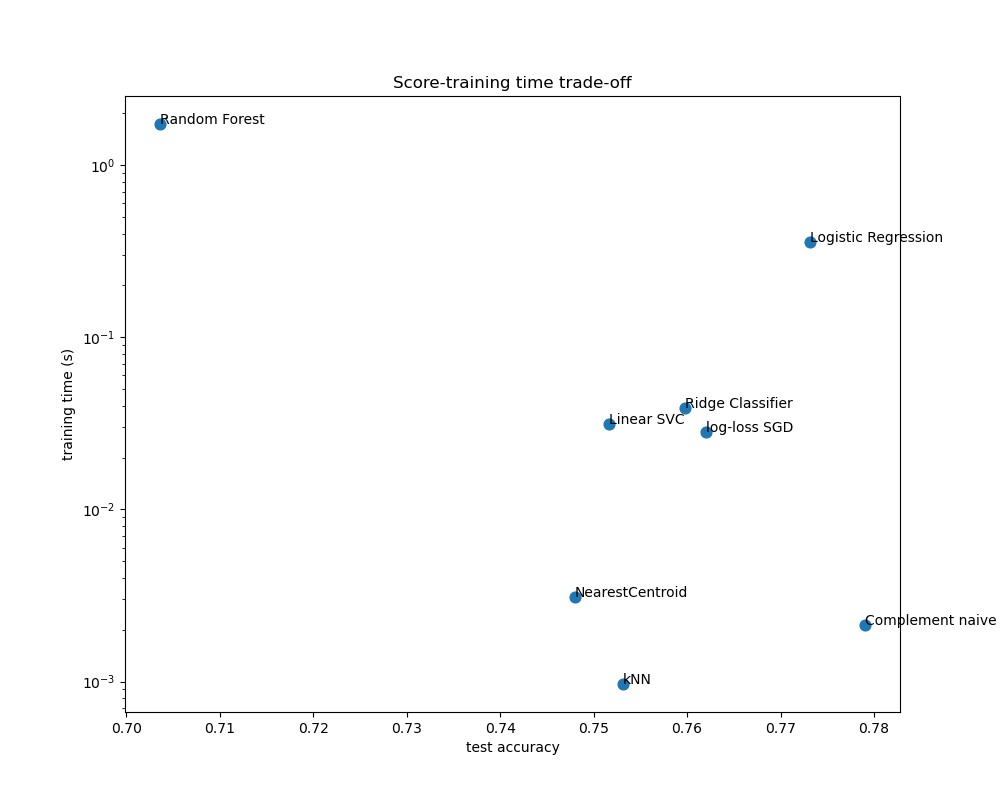 Score-training time trade-off
Random Forest
10⁰
Logistic Regression
10⁻¹
training time (s)
Ridge Classifier
Linear SVC
log-loss SGD
10⁻²
NearestCentroid
Complement naive
kNN
10⁻³
0.70 0.71 0.72 0.73 0.74 0.75 0.76 0.77 0.78
test accuracy